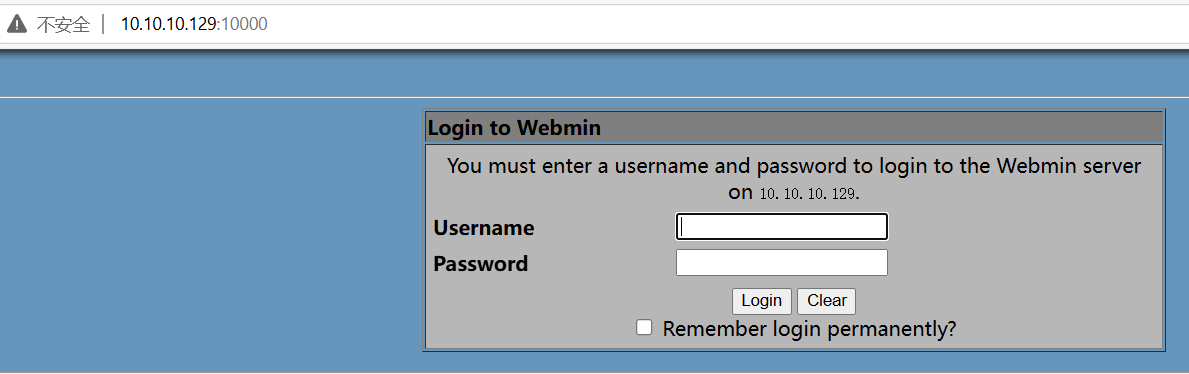 不安全 | 10.10.10.129:10000
Login to Webmin
You must enter a username and password to login to the Webmin server
on 10.10.10.129.
Username
Password
Login Clear
Remember login permanently?